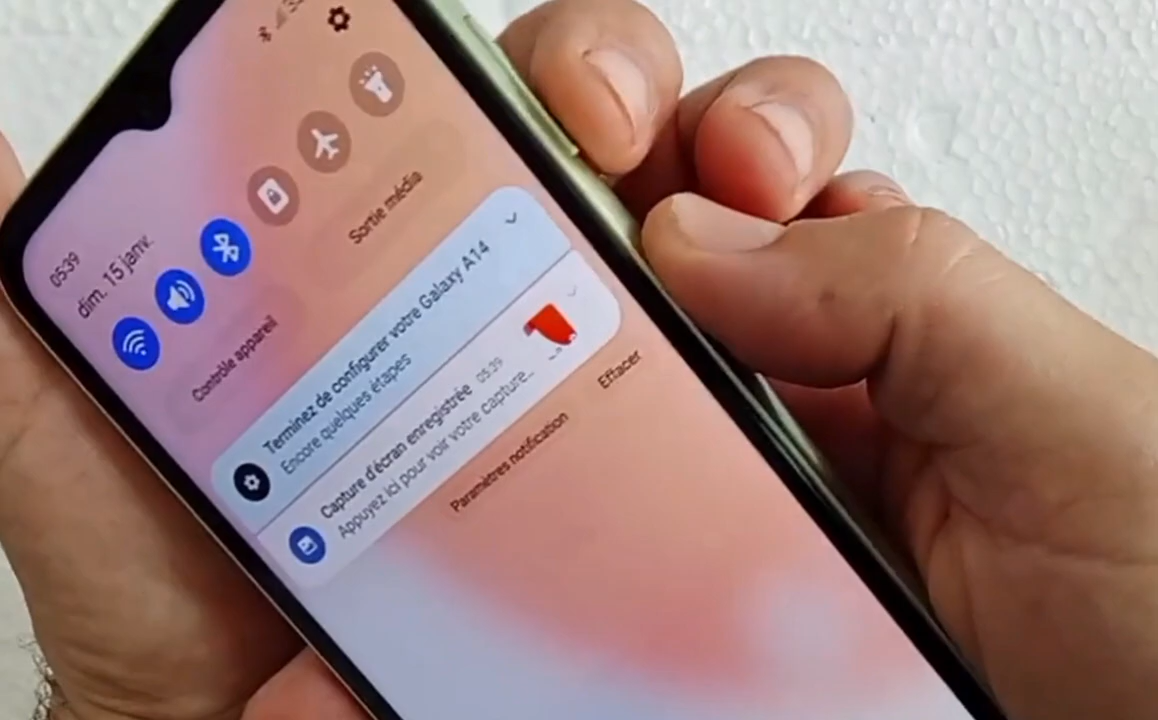 05:39
dim. 15 janv.
Contrôle appareil
Sortie média
Terminez de configurer votre Galaxy A14
Encore quelques étapes
Capture d'écran enregistrée 05:39
Appuyez ici pour voir votre capture...
Paramètres notification
Effacer